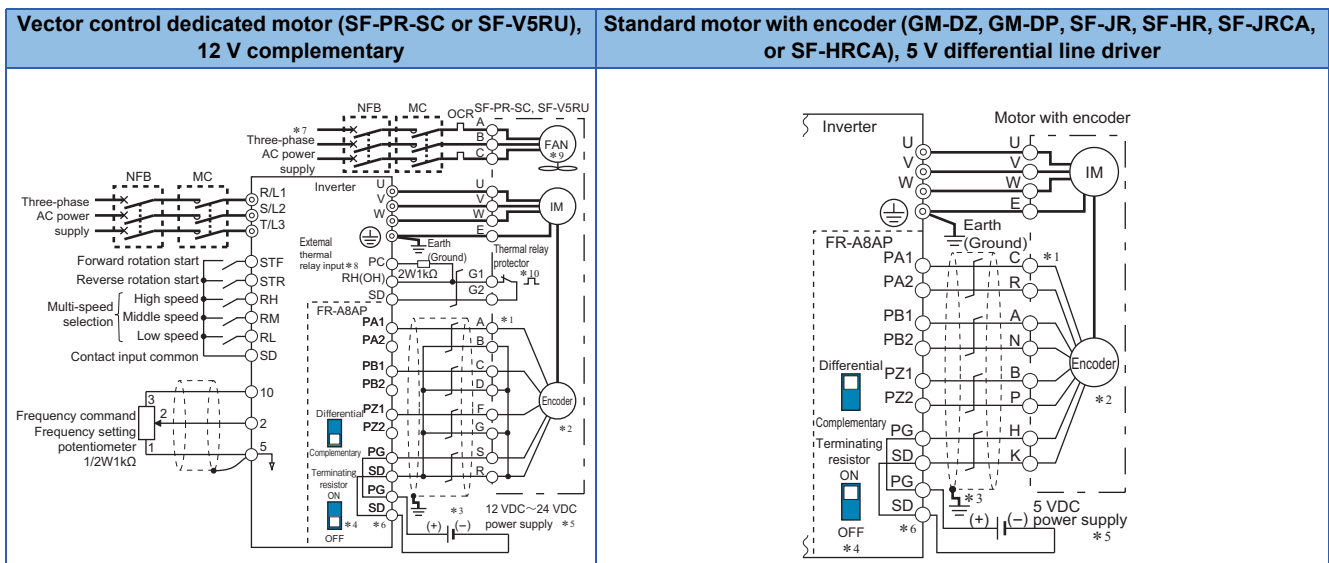 Vector control dedicated motor (SF-PR-SC or SF-V5RU),
12 V complementary
Standard motor with encoder (GM-DZ, GM-DP, SF-JR, SF-HR, SF-JRCA,
or SF-HRCA), 5 V differential line driver
NFB
MC
OCR
SF-PR-SC, SF-V5RU
*7
Three-phase
AC power
supply
A
B
C
FAN
*9
NFB
MC
Three-phase
AC power
supply
R/L1
S/L2
T/L3
Inverter
U
V
W
U
V
W
E
IM
Earth
(Ground)
External
thermal
relay input *8
PC
2W1kΩ
RH(OH)
SD
G1
G2
Thermal relay
protector
*10
Forward rotation start
STF
Reverse rotation start
STR
Multi-speed
selection
High speed
RH
Middle speed
RM
Low speed
RL
Contact input common
SD
FR-A8AP
PA1
A
*1
PA2
B
PB1
C
PB2
D
PZ1
F
PZ2
G
PG
S
SD
R
PG
SD
Encoder
*2
Differential
Complementary
Terminating
resistor
ON
OFF
*4
*6
*3
(+)
(−)
12 VDC～24 VDC
power supply *5
Frequency command
Frequency setting
potentiometer
1/2W1kΩ
3
2
1
10
2
5
Inverter
Motor with encoder
U
V
W
U
V
W
E
IM
Earth
(Ground)
FR-A8AP
PA1
C
*1
PA2
R
PB1
A
PB2
N
PZ1
B
PZ2
P
PG
H
SD
K
PG
SD
Encoder
*2
Differential
Complementary
Terminating
resistor
ON
OFF
*4
*6
*3
(+)
(−)
5 VDC
power supply
*5